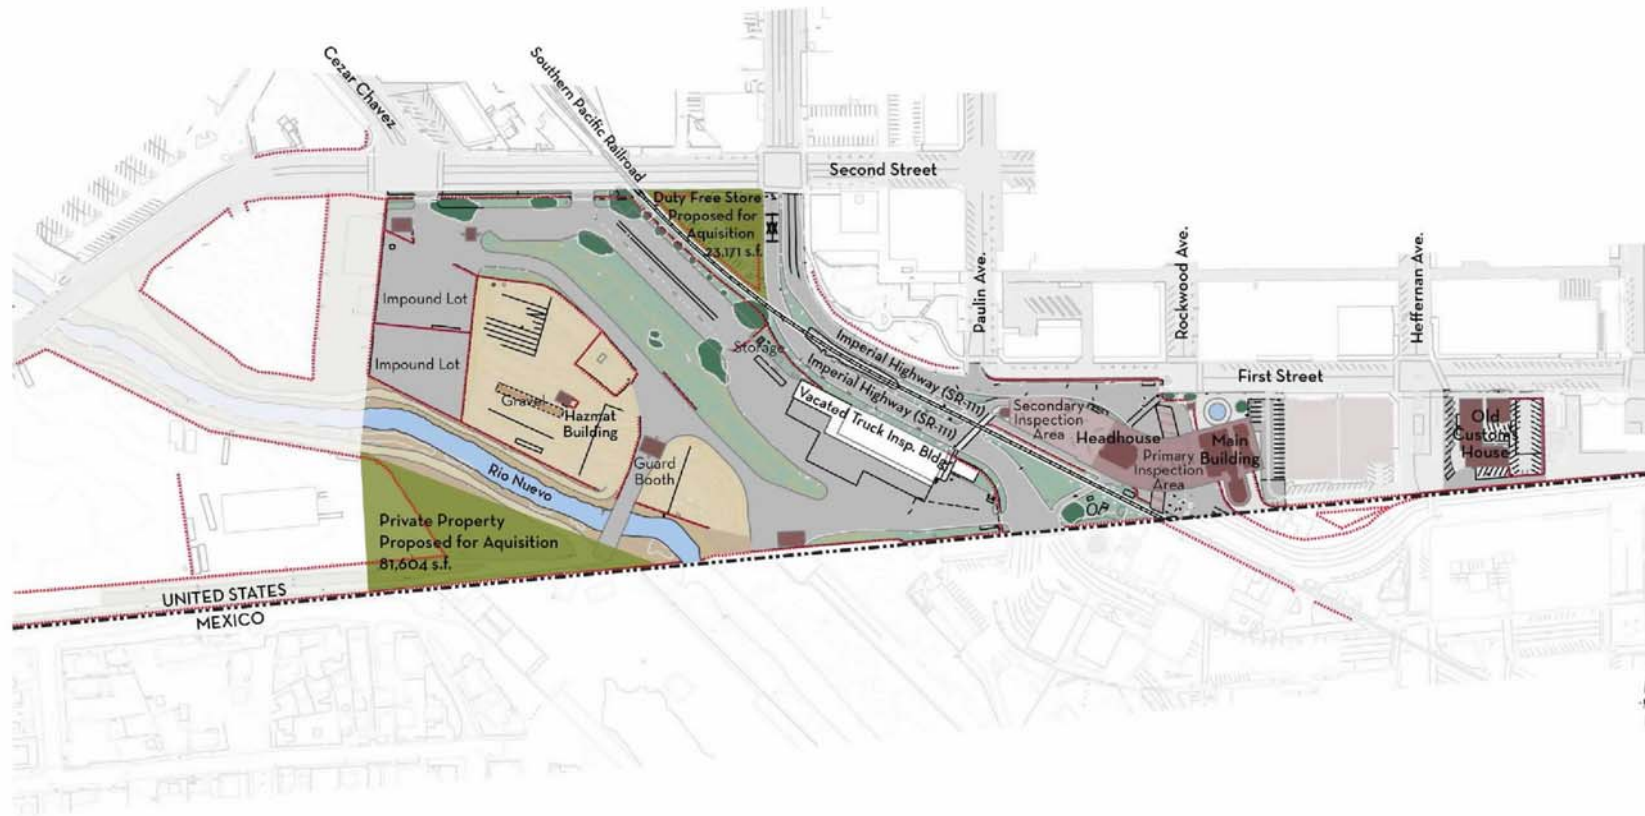 Cezar Chavez
Southern Pacific Railroad
Second Street
Duty Free Store
Proposed for
Aquisition
23,171 s.f.
Paulin Ave.
Rockwood Ave.
Heffernan Ave.
Impound Lot
Impound Lot
Storage
Imperial Highway (SR-111)
Imperial Highway (SR-111)
First Street
Gravel
Hazmat
Building
Vacated Truck Insp. Bldg
Secondary
Inspection
Area
Headhouse
Primary
Inspection
Area
Main
Building
Old
Customs
House
Guard
Booth
Rio Nuevo
OP
Private Property
Proposed for Aquisition
81,604 s.f.
UNITED STATES
MEXICO